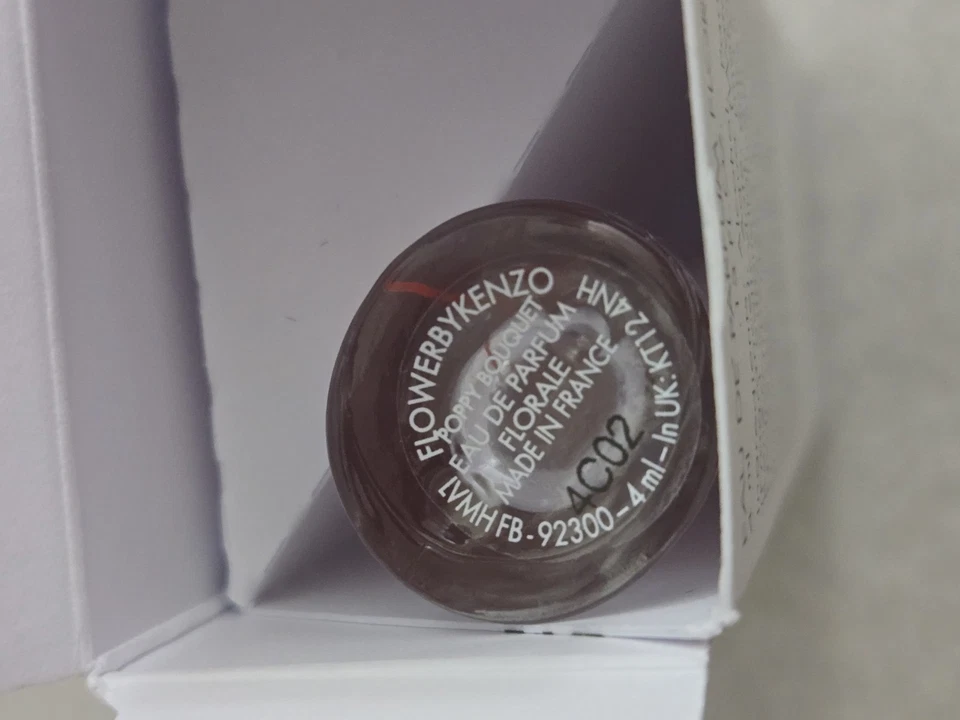 FLOWERBYKENZO
POPPY BOUQUET
EAU DE PARFUM
FLORALE
MADE IN FRANCE
4C02
LVMH FB - 92300 - 4 ml - In UK: KT12 4NH